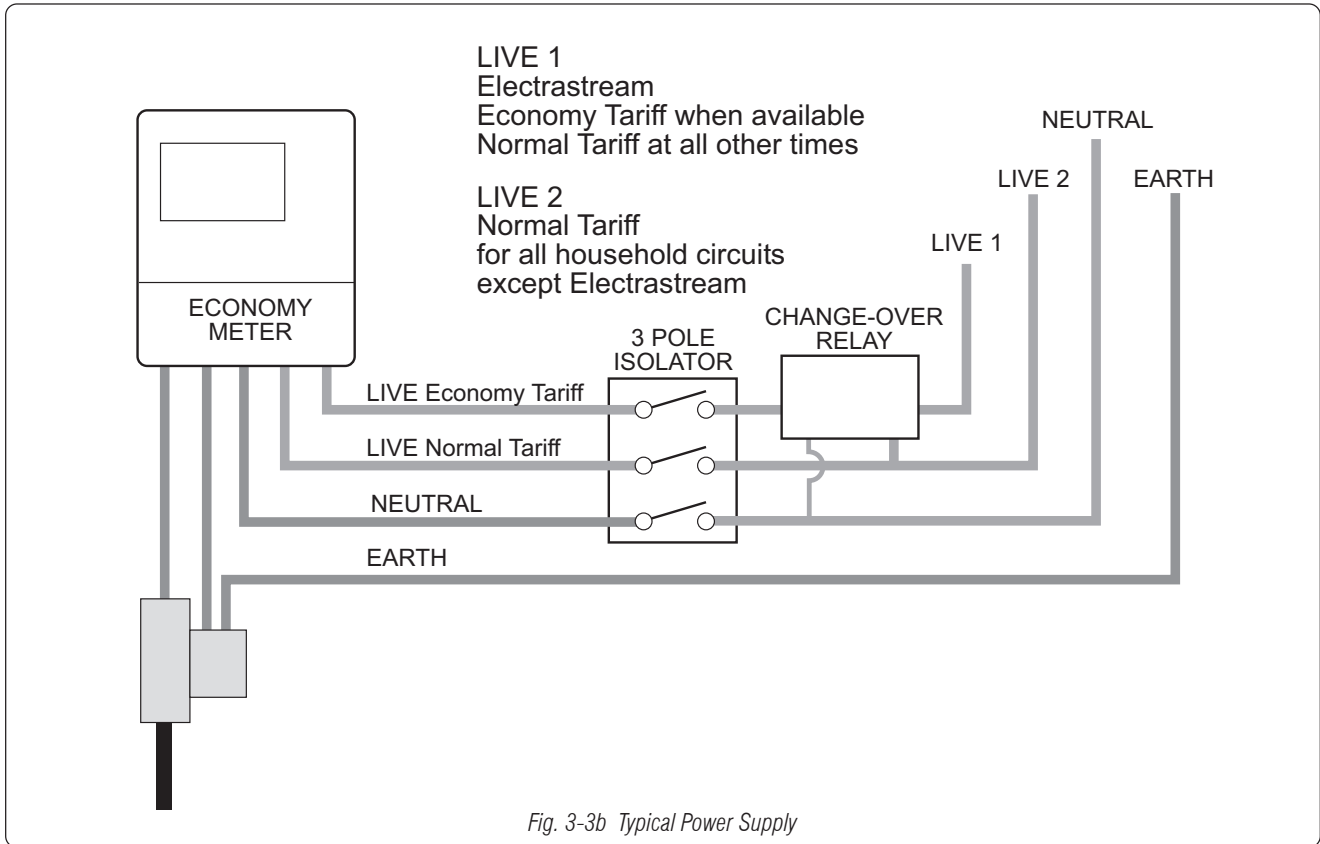 LIVE 1
Electrastream
Economy Tariff when available
Normal Tariff at all other times
LIVE 2
Normal Tariff
for all household circuits
except Electrastream
NEUTRAL
LIVE 2
EARTH
LIVE 1
ECONOMY
METER
3 POLE
ISOLATOR
CHANGE-OVER
RELAY
LIVE Economy Tariff
LIVE Normal Tariff
NEUTRAL
EARTH
Fig. 3-3b Typical Power Supply